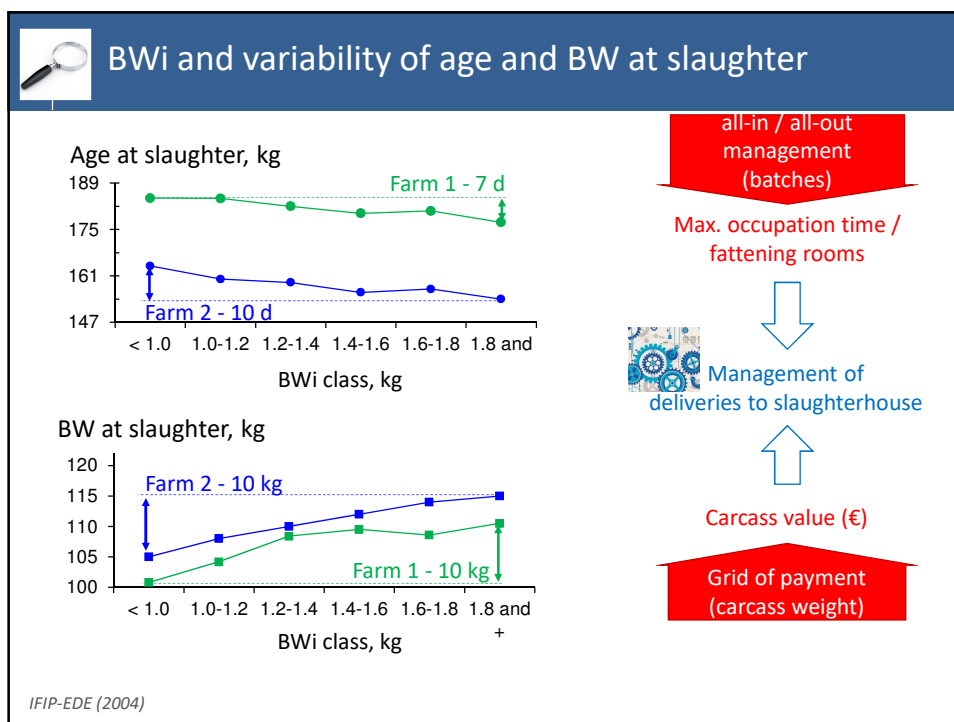 BWi and variability of age and BW at slaughter
Age at slaughter, kg
189
175
161
147
Farm 1 - 7 d
Farm 2 - 10 d
< 1.0
1.0-1.2
1.2-1.4
1.4-1.6
1.6-1.8
1.8 and
BWi class, kg
BW at slaughter, kg
120
115
110
105
100
Farm 2 - 10 kg
Farm 1 - 10 kg
< 1.0
1.0-1.2
1.2-1.4
1.4-1.6
1.6-1.8
1.8 and
+
BWi class, kg
all-in / all-out
management
(batches)
Max. occupation time /
fattening rooms
Management of
deliveries to slaughterhouse
Carcass value (€)
Grid of payment
(carcass weight)
IFIP-EDE (2004)